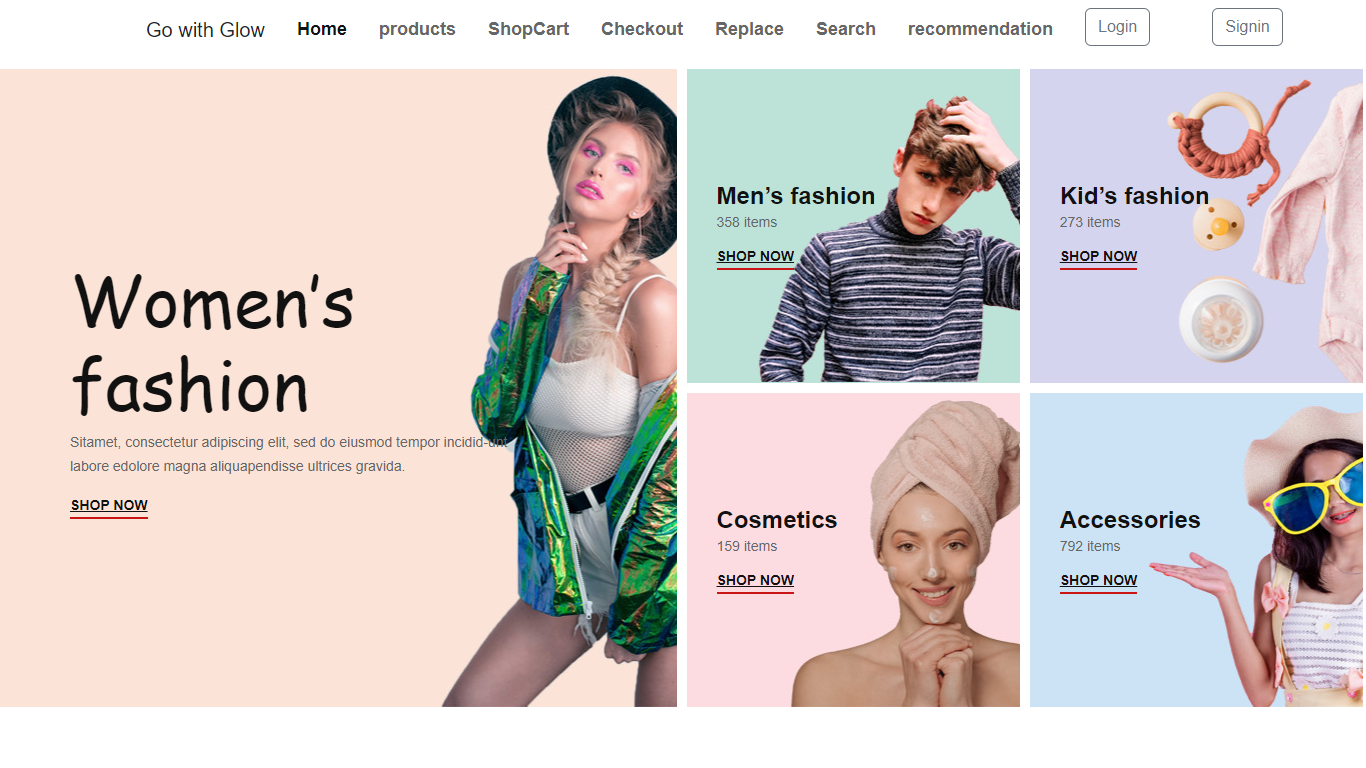 Go with Glow Home products ShopCart Checkout Replace Search recommendation Login Signin
Women's
fashion
Sitamet, consectetur adipiscing elit, sed do eiusmod tempor incidid-unt
labore edolore magna aliquapendisse ultrices gravida.
SHOP NOW
Men’s fashion
358 items
SHOP NOW
Kid’s fashion
273 items
SHOP NOW
Cosmetics
159 items
SHOP NOW
Accessories
792 items
SHOP NOW